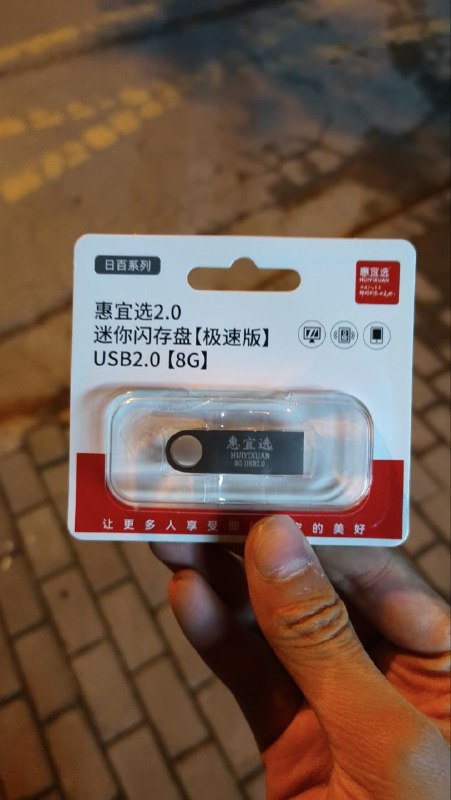 日百系列
惠宜选
HUIYIXUAN
惠宜选2.0
迷你闪存盘【极速版】
USB2.0【8G】
惠宜选
HUIYIXUAN
8G USB2.0
让更多人享受即 的美好